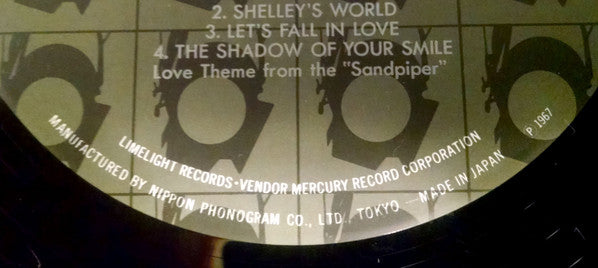 2. SHELLEY'S WORLD
3. LET'S FALL IN LOVE
4. THE SHADOW OF YOUR SMILE
Love Theme from the "Sandpiper"
LIMELIGHT RECORDS·VENDOR MERCURY RECORD CORPORATION
MANUFACTURED BY NIPPON PHONOGRAM CO., LTD., TOKYO — MADE IN JAPAN
P 1967